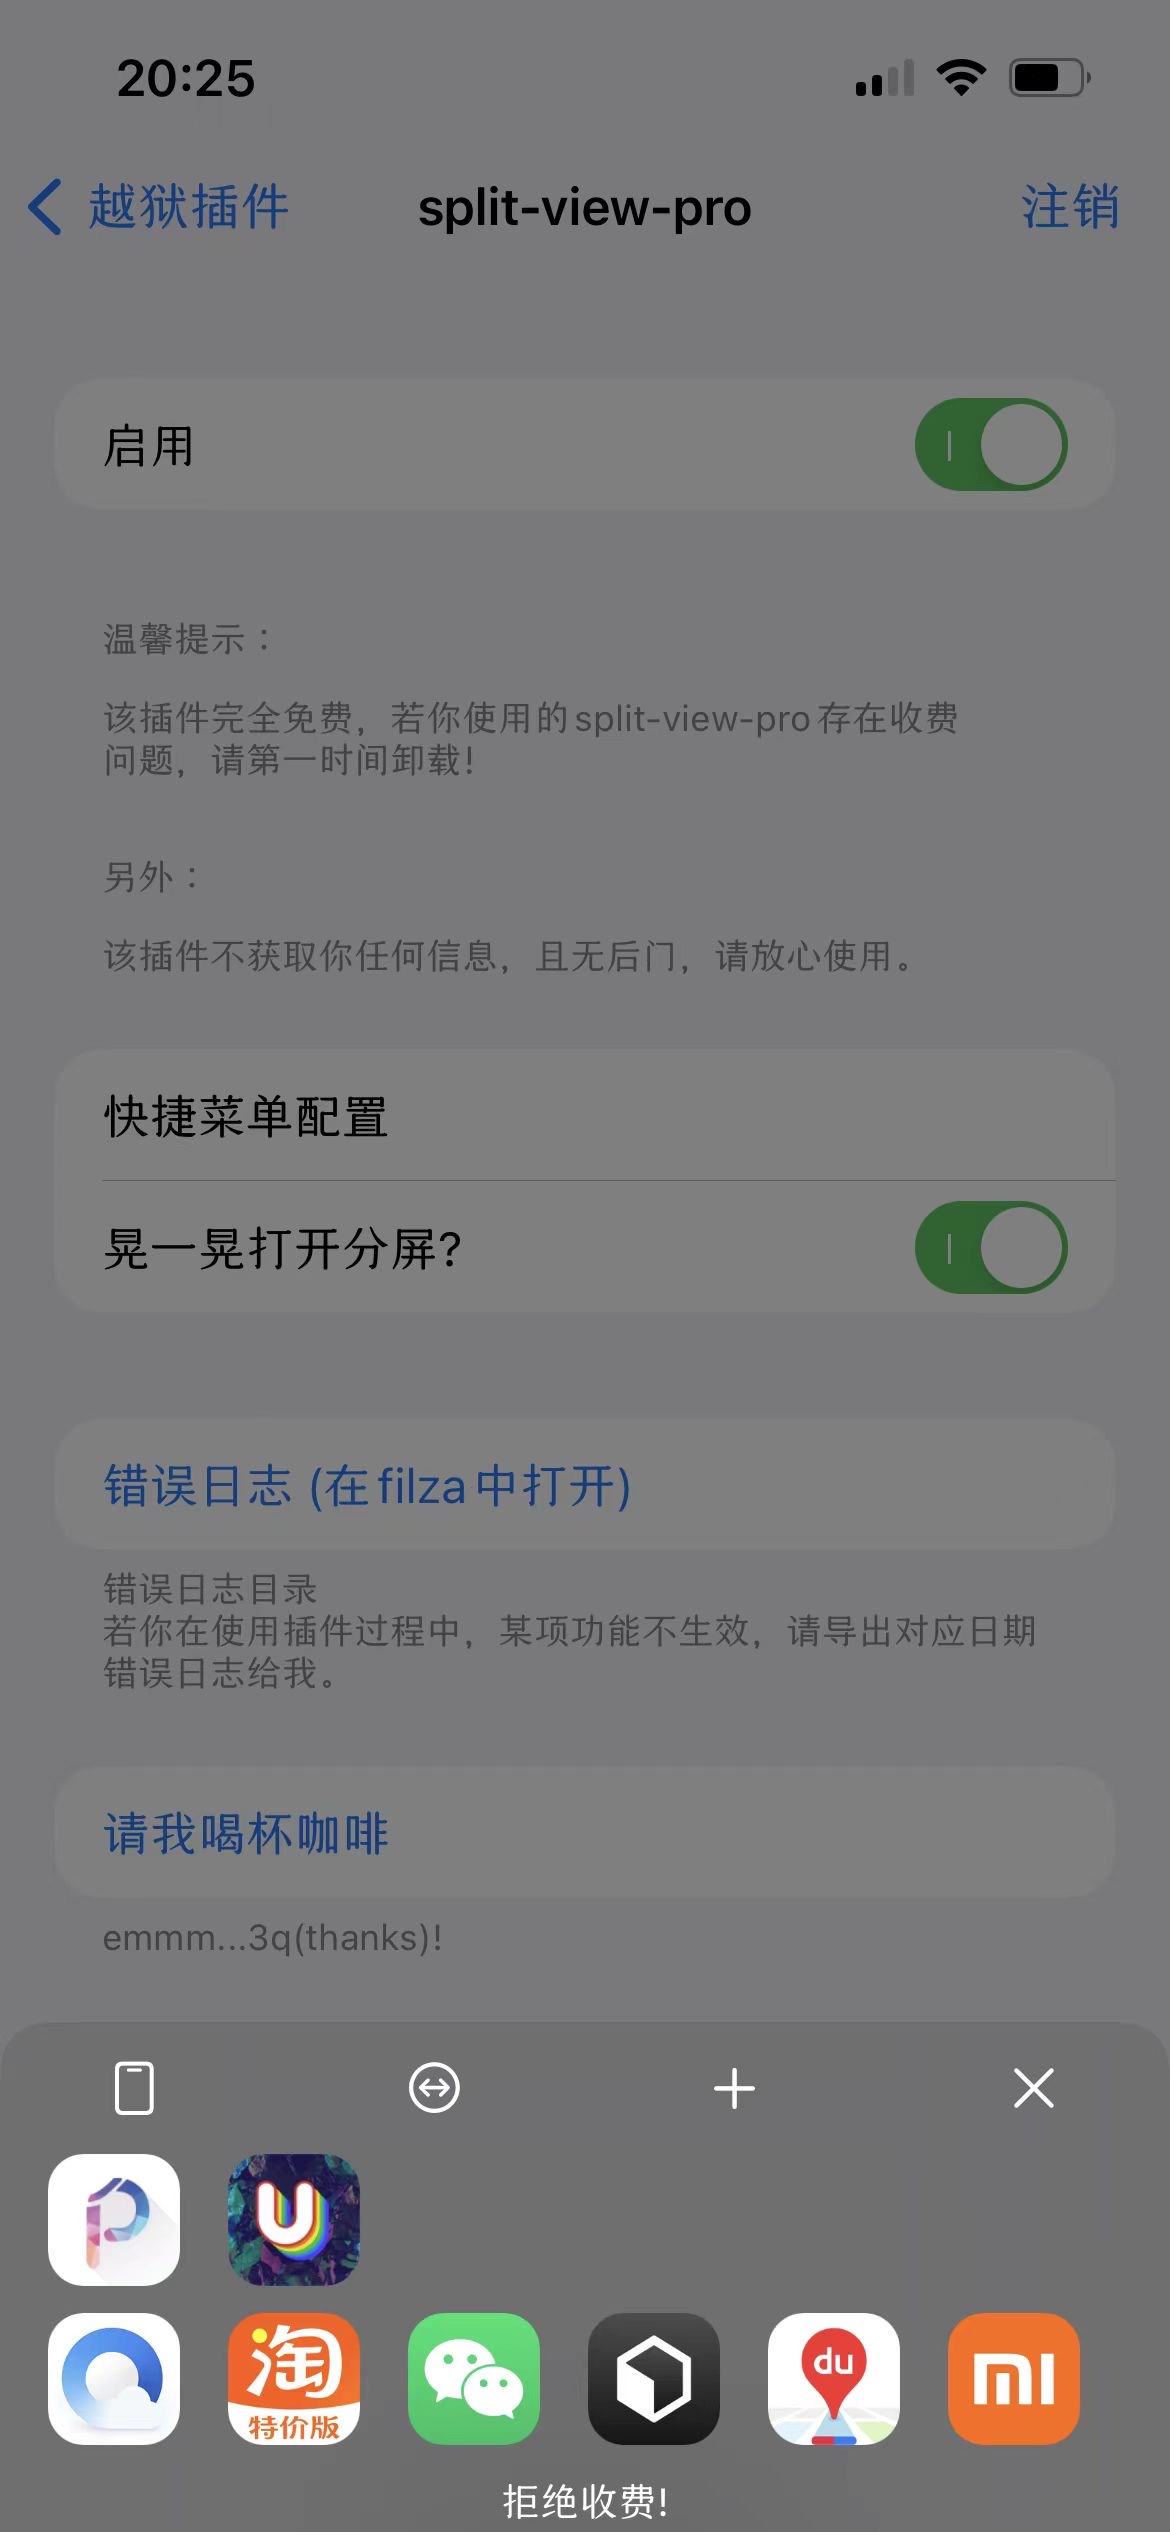 20:25
越狱插件
split-view-pro
注销
启用
温馨提示：
该插件完全免费，若你使用的split-view-pro存在收费
问题，请第一时间卸载！
另外：
该插件不获取你任何信息，且无后门，请放心使用。
快捷菜单配置
晃一晃打开分屏?
错误日志 (在filza中打开)
错误日志目录
若你在使用插件过程中，某项功能不生效，请导出对应日期
错误日志给我。
请我喝杯咖啡
emmm...3q(thanks)!
淘
特价版
du
拒绝收费!